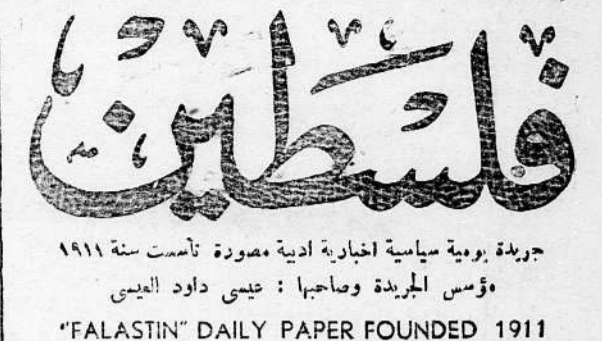 فلسطين
جريدة يومية سياسية اخبارية ادبية مصورة تأسست سنة ١٩١١
مؤسس الجريدة وصاحبها : عيسى داود العيسى
"FALASTIN" DAILY PAPER FOUNDED 1911